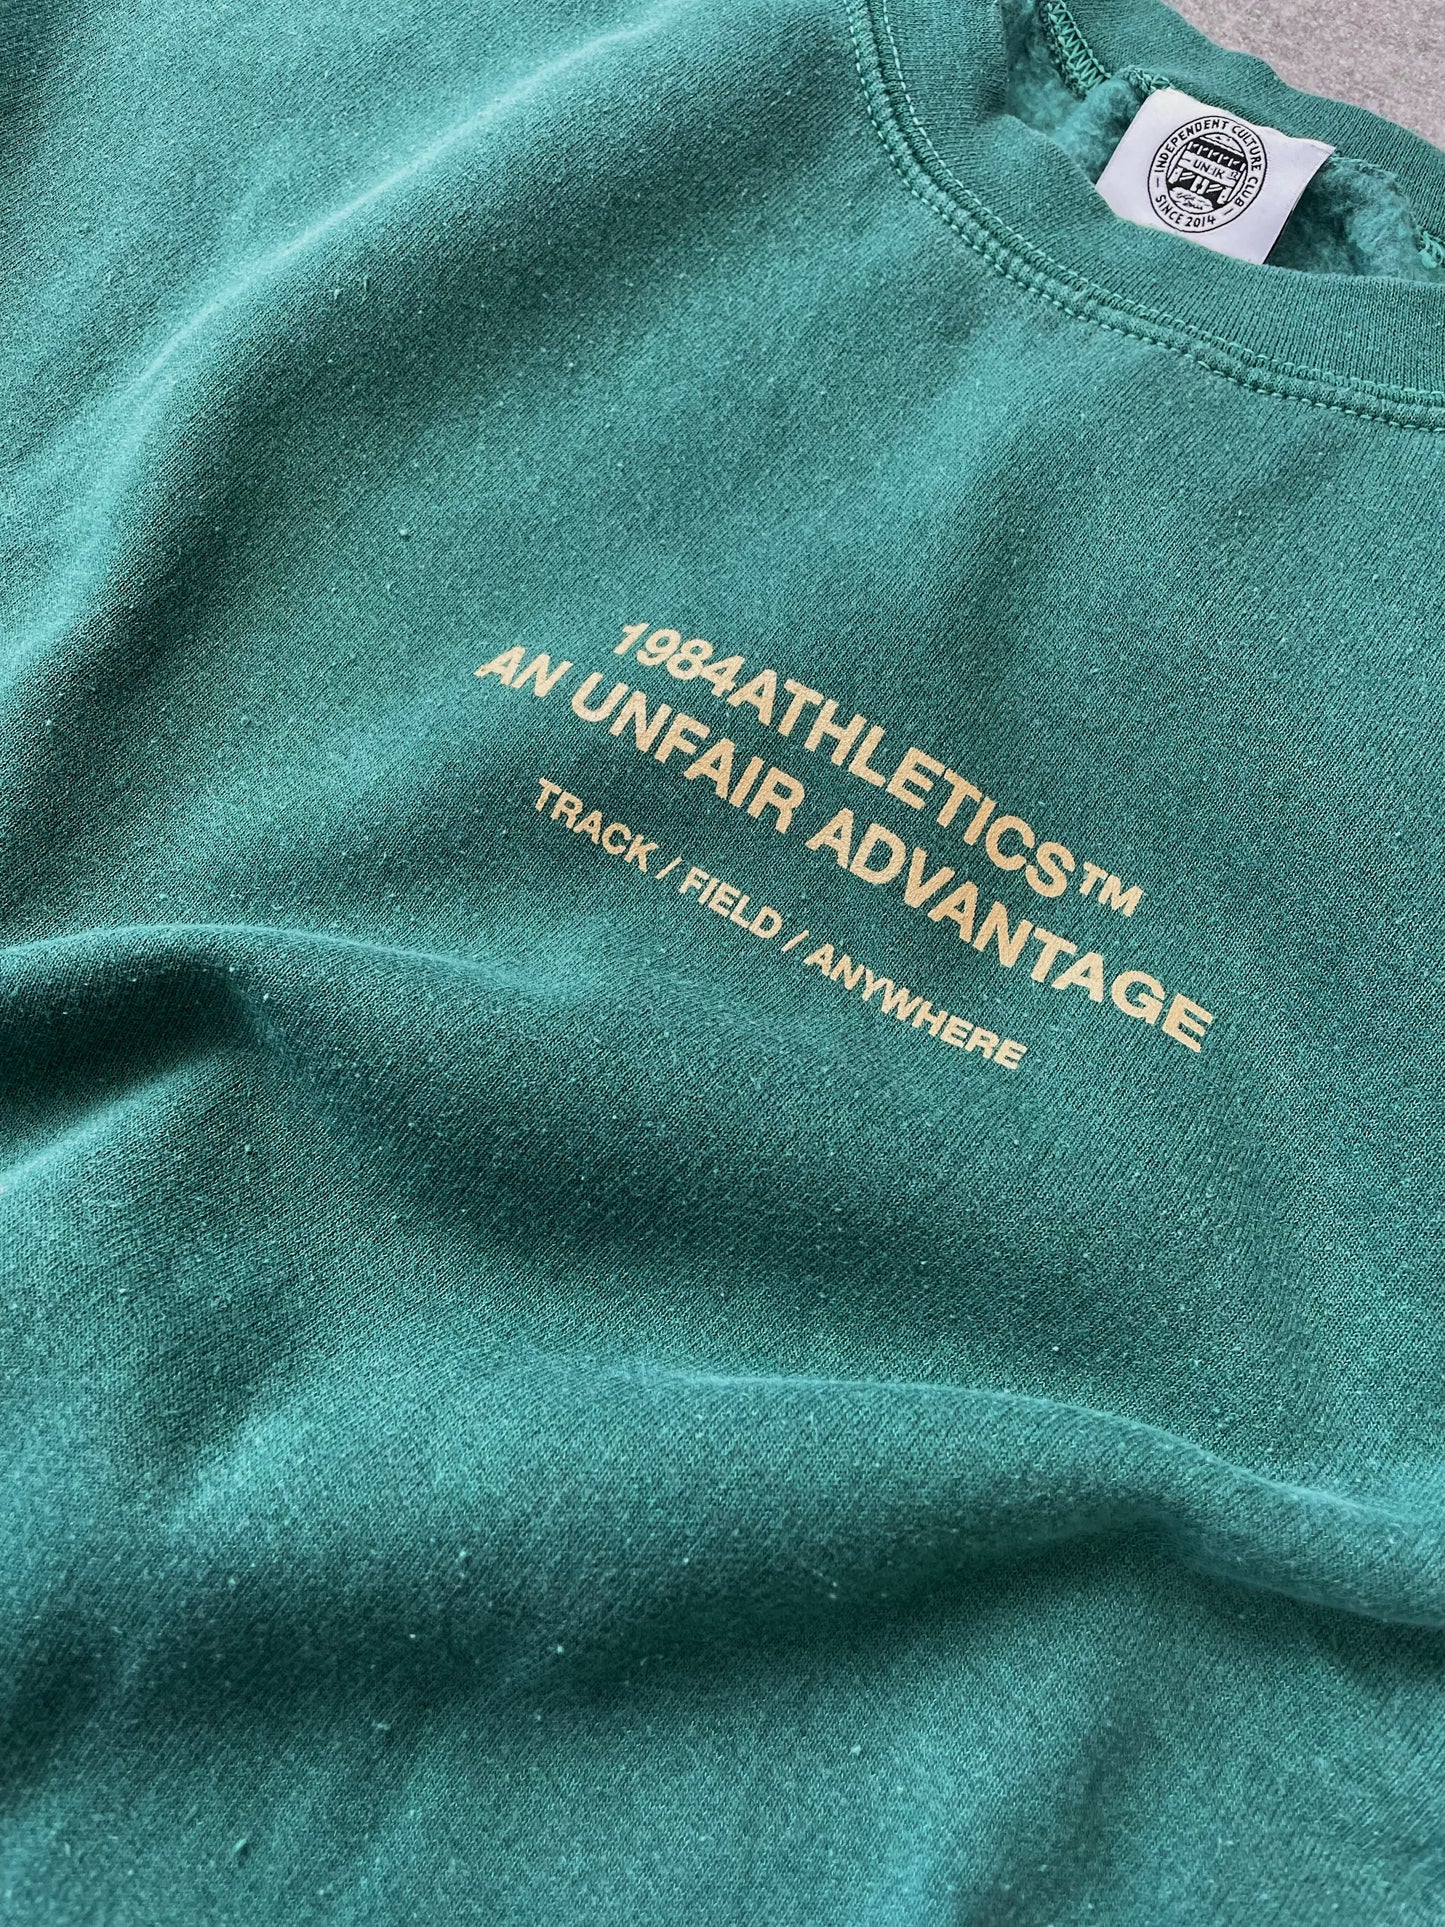 INDEPENDENT CULTURE CLUB
SINCE 2014
1984ATHLETICS™
AN UNFAIR ADVANTAGE
TRACK / FIELD / ANYWHERE